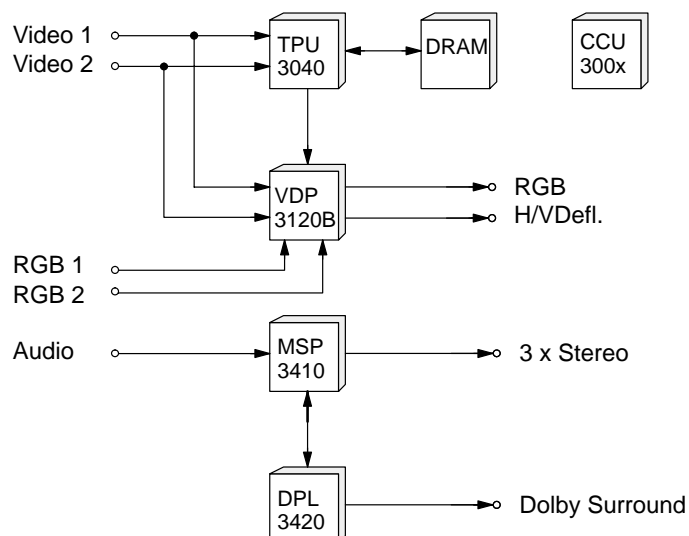 Video 1
Video 2
TPU
3040
DRAM
CCU
300x
VDP
3120B
RGB
H/VDefl.
RGB 1
RGB 2
Audio
MSP
3410
3 x Stereo
DPL
3420
Dolby Surround